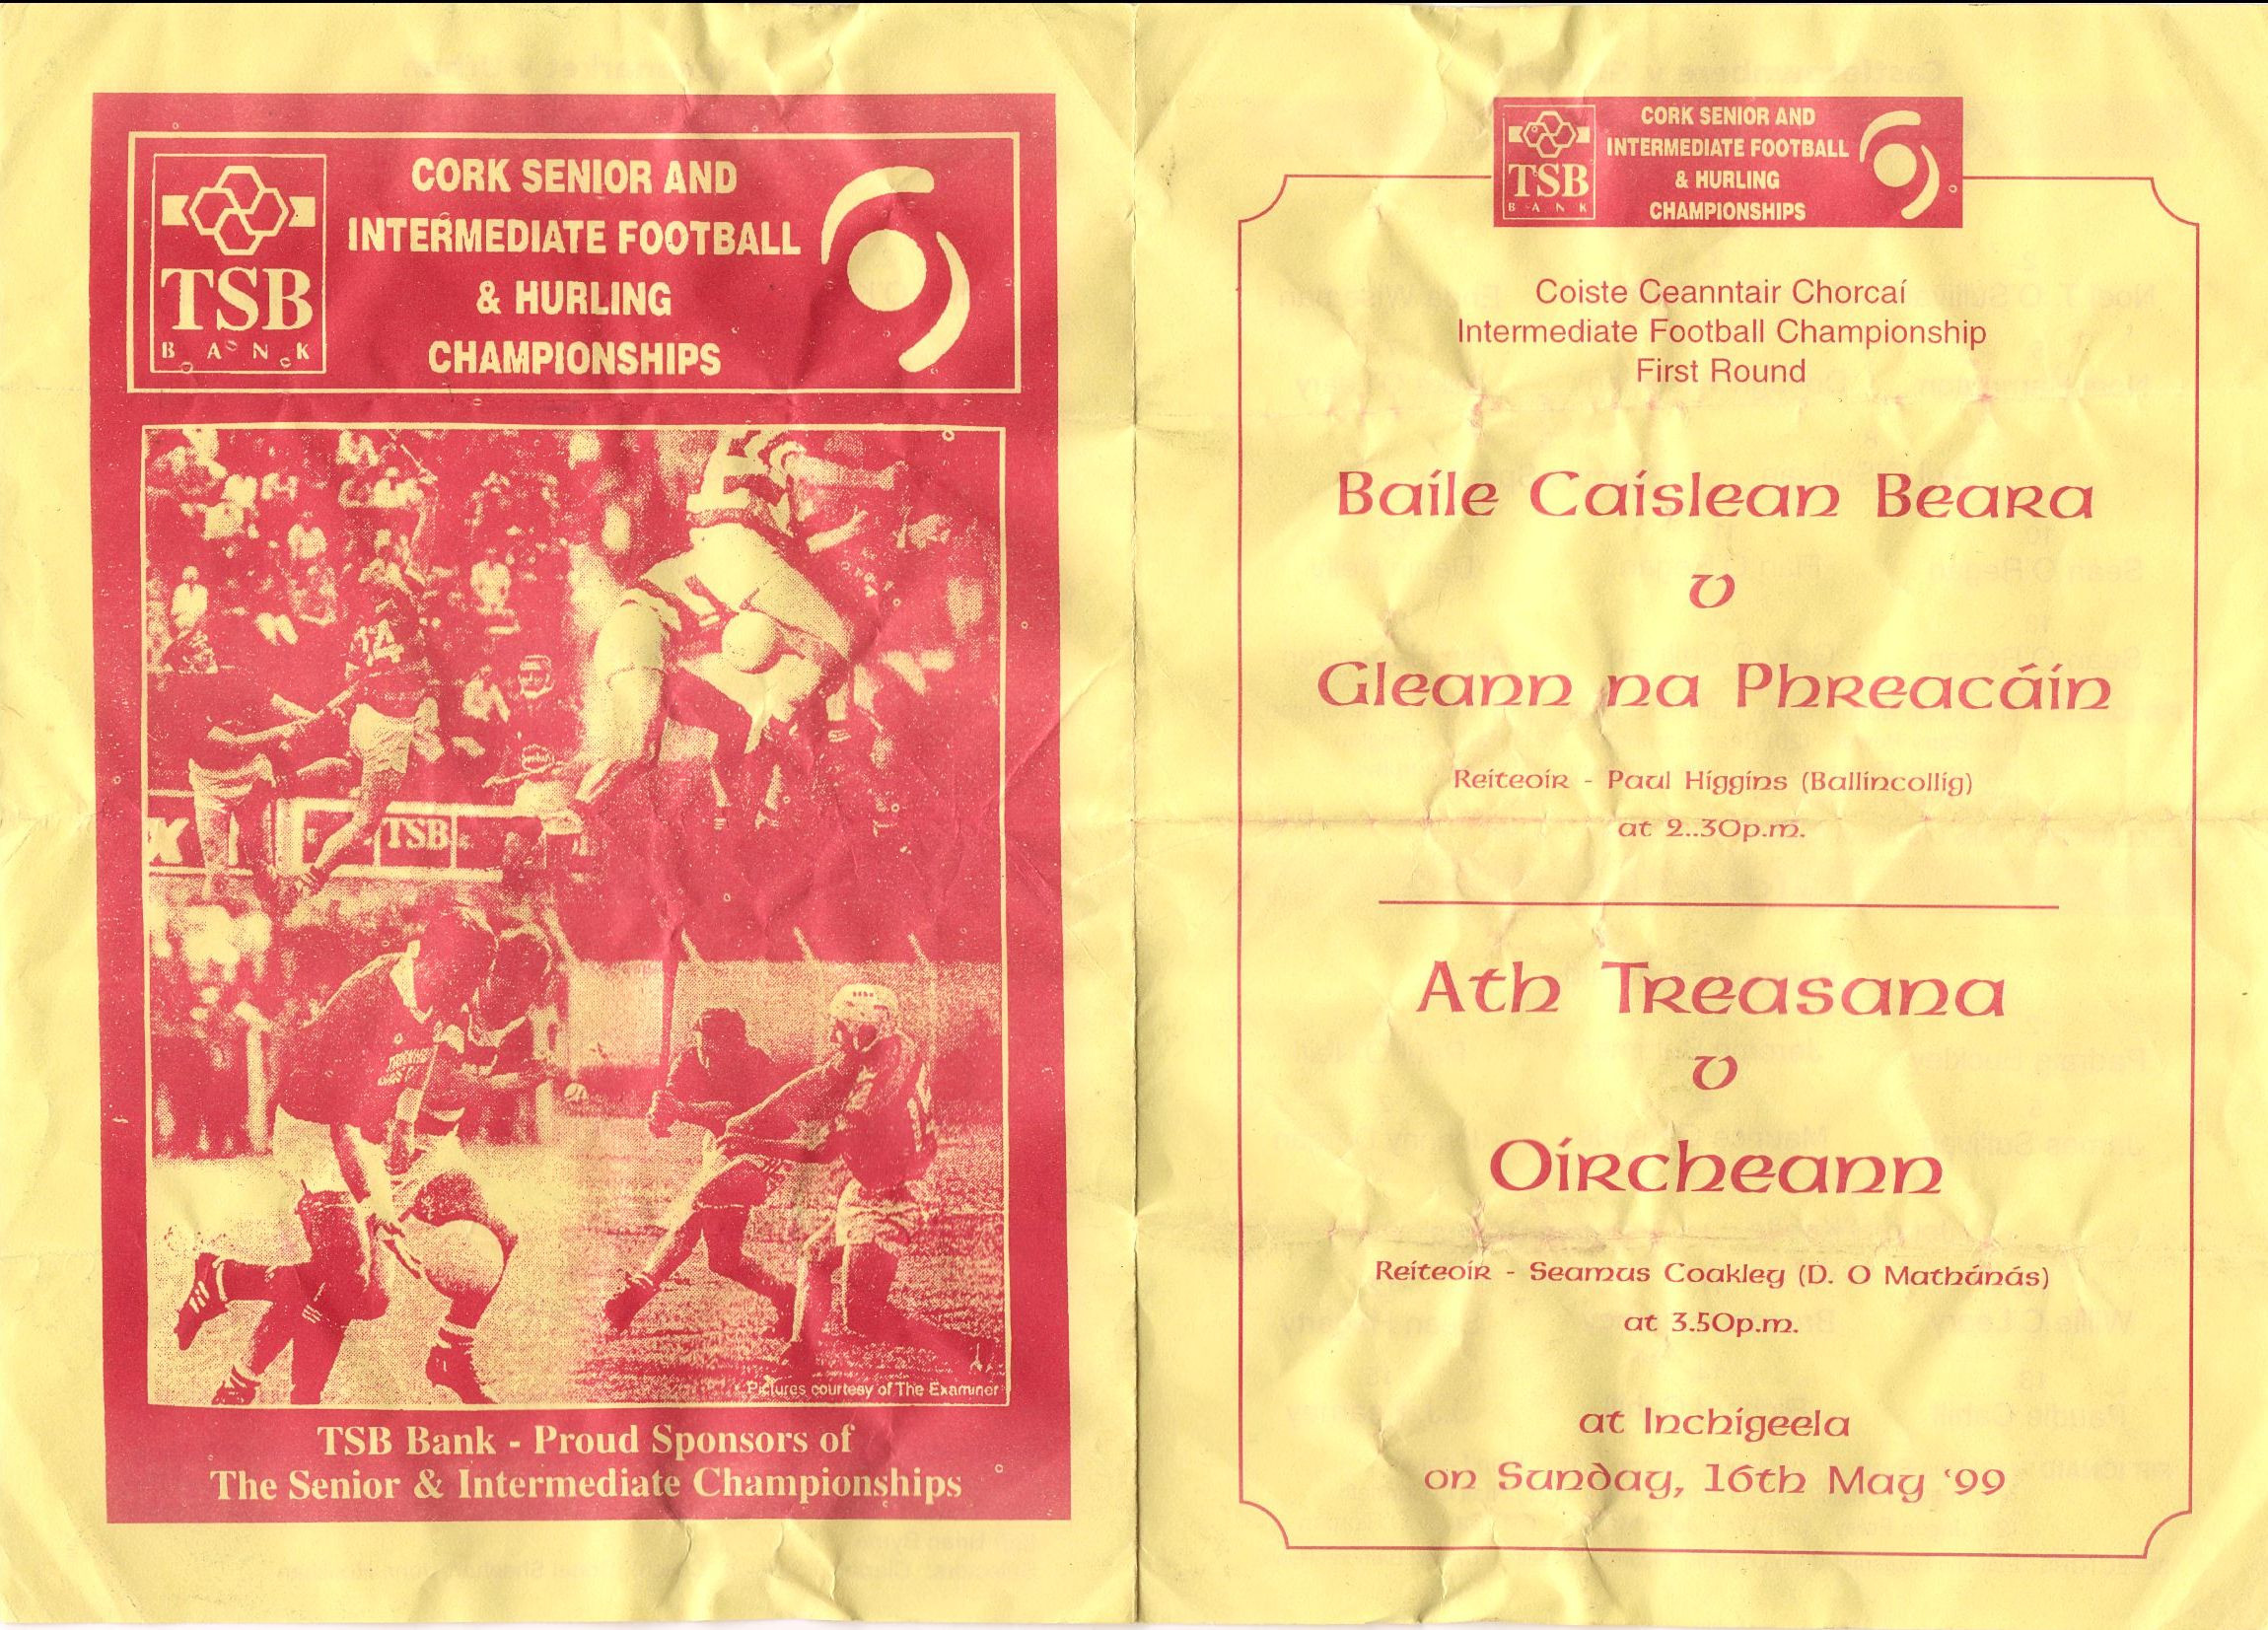 TSB
BANK
CORK SENIOR AND
INTERMEDIATE FOOTBALL
& HURLING
CHAMPIONSHIPS
14
TSB
Pictures courtesy of The Examiner
TSB Bank - Proud Sponsors of
The Senior & Intermediate Championships
TSB
BANK
CORK SENIOR AND
INTERMEDIATE FOOTBALL
& HURLING
CHAMPIONSHIPS
Coiste Ceanntair Chorcaí
Intermediate Football Championship
First Round
Baile Caislean Beara
v
Gleann na Phreacáin
Reiteoir - Paul Higgins (Ballincollig)
at 2..30p.m.
Ath Treasana
v
Oircheann
Reiteoir - Seamus Coakley (D. O Mathúnás)
at 3.50p.m.
at Inchigeela
on Sunday, 16th May ‘99